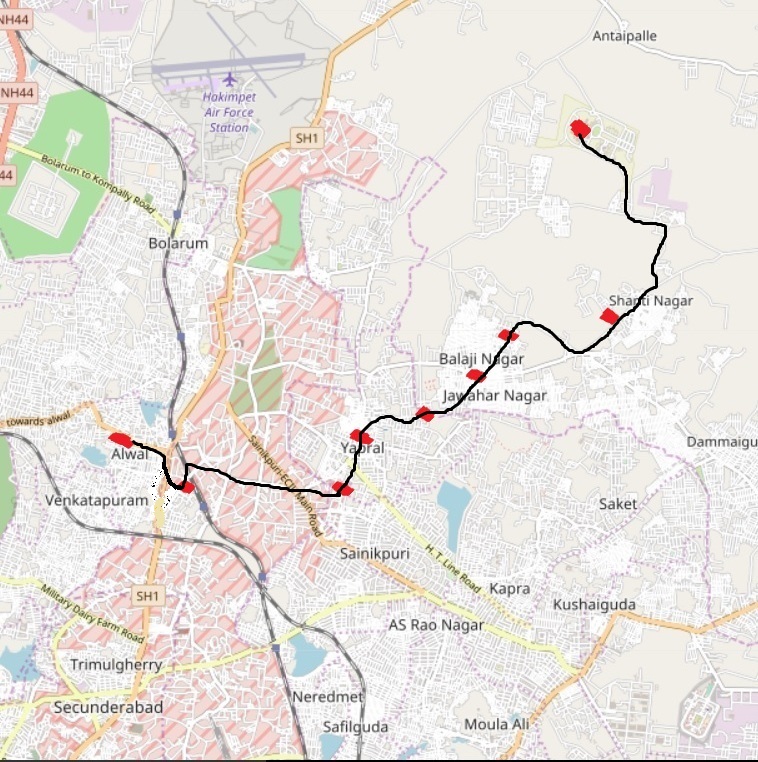 NH44
Antaipalle
NH44
Hakimpet
Air Force
Station
SH1
Bolarum to Kompally Road
44
Bolarum
Shanti Nagar
Balaji Nagar
Jawahar Nagar
towards alwal
Alwal
Yapral
Dammaigu
Sainikpuri-ECIL Main Road
Venkatapuram
Saket
Sainikpuri
H. T. Line Road
SH1
Kapra
Kushaiguda
Military Dairy Farm Road
AS Rao Nagar
Trimulgherry
Neredmet
Secunderabad
Safilguda
Moula Ali